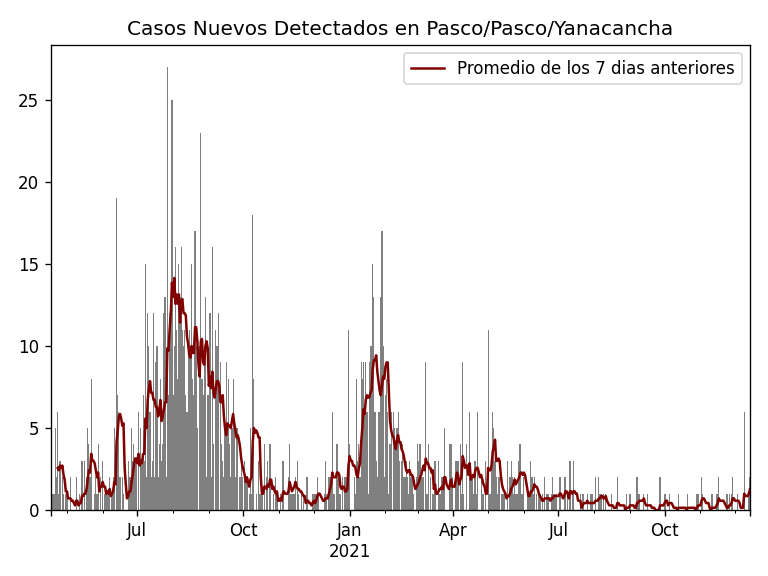 Casos Nuevos Detectados en Pasco/Pasco/Yanacancha
Promedio de los 7 dias anteriores
25
20
15
10
5
0
Jul Oct Jan Apr Jul Oct
2021